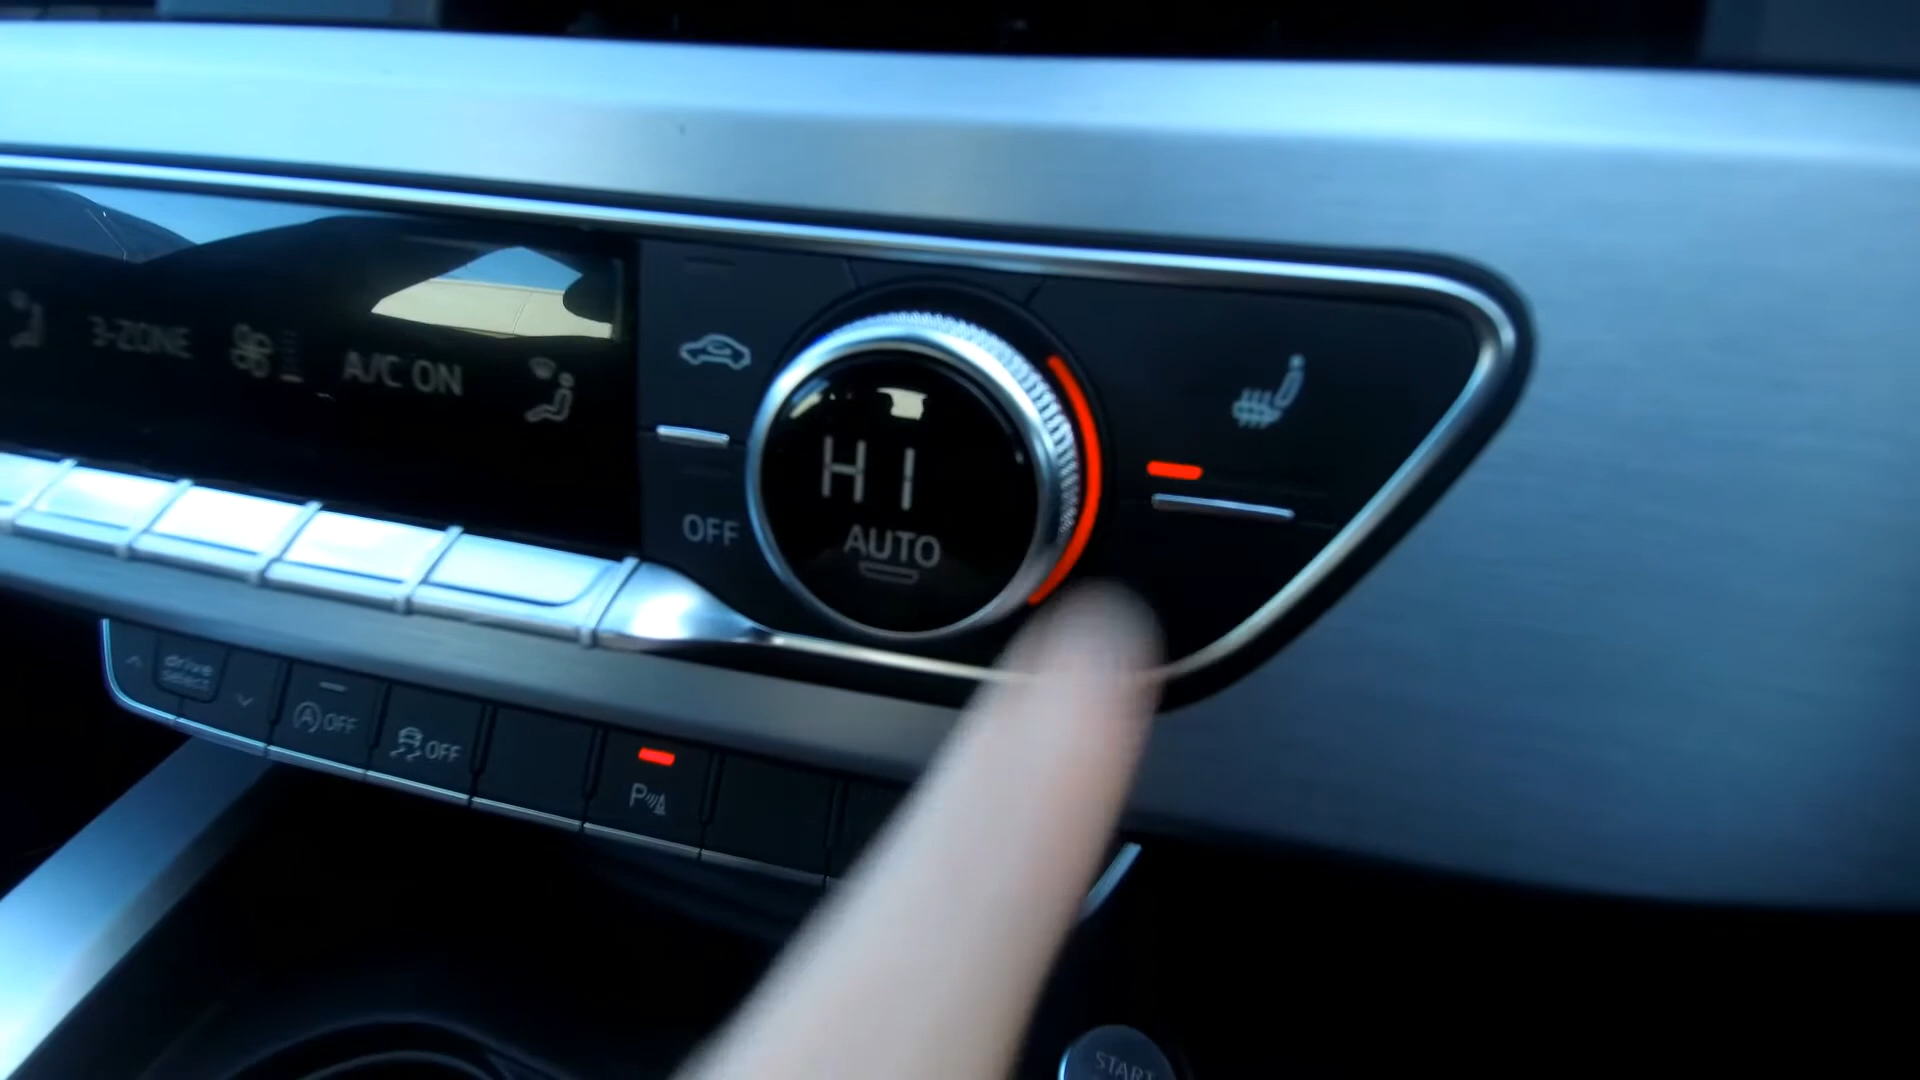 3-ZONE
A/C ON
HI
AUTO
OFF
drive
select
(A) OFF
OFF
P
START